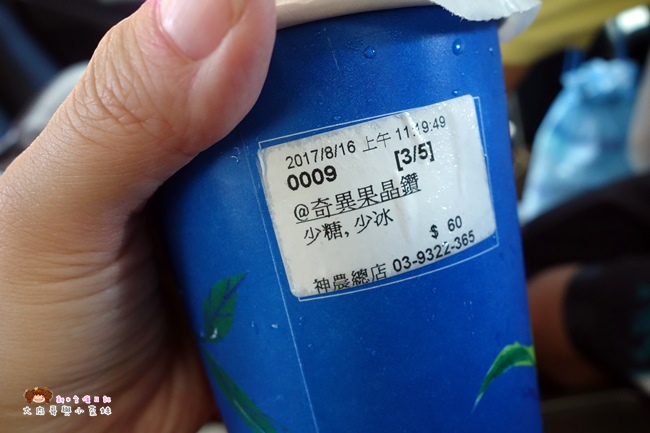 2017/8/16 上午 11:19:49
0009 [3/5]
@奇異果晶鑽
少糖, 少冰
$ 60
神農總店 03-9322-365